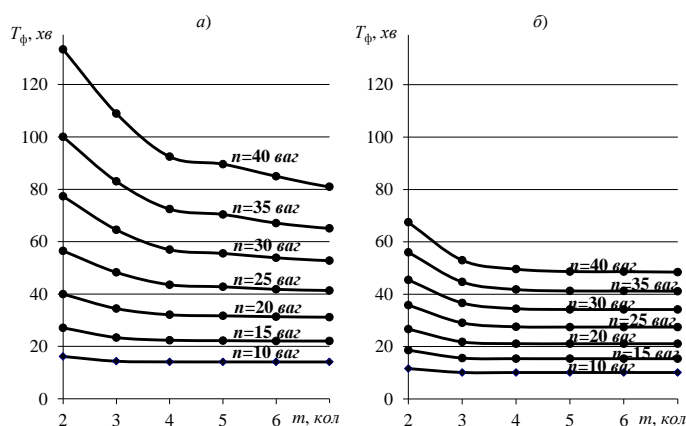 а)
б)
Tф, хв
Tф, хв
120
100
80
60
40
20
0
n=40 ваг
n=35 ваг
n=30 ваг
n=25 ваг
n=20 ваг
n=15 ваг
n=10 ваг
2 3 4 5 6 m, кол
120
100
80
60
40
20
0
n=40 ваг
n=35 ваг
n=30 ваг
n=25 ваг
n=20 ваг
n=15 ваг
n=10 ваг
2 3 4 5 6 m, кол